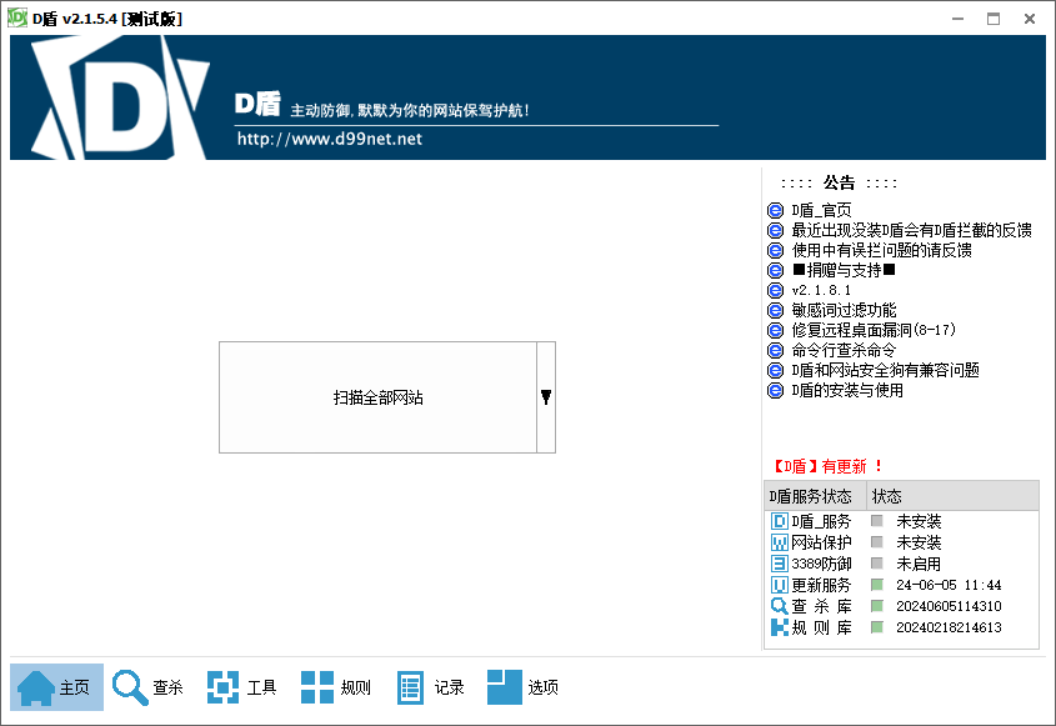 D盾 v2.1.5.4 [测试版]
D盾 主动防御,默默为你的网站保驾护航!
http://www.d99net.net
:::: 公告 ::::
D盾_官页
最近出现没装D盾会有D盾拦截的反馈
使用中有误拦问题的请反馈
■捐赠与支持■
v2.1.8.1
敏感词过滤功能
修复远程桌面漏洞(8-17)
命令行查杀命令
D盾和网站安全狗有兼容问题
D盾的安装与使用
扫描全部网站
【D盾】有更新 !
D盾服务状态 状态
D盾_服务 未安装
网站保护 未安装
3389防御 未启用
更新服务 24-06-05 11:44
查 杀 库 20240605114310
规 则 库 20240218214613
主页 查杀 工具 规则 记录 选项